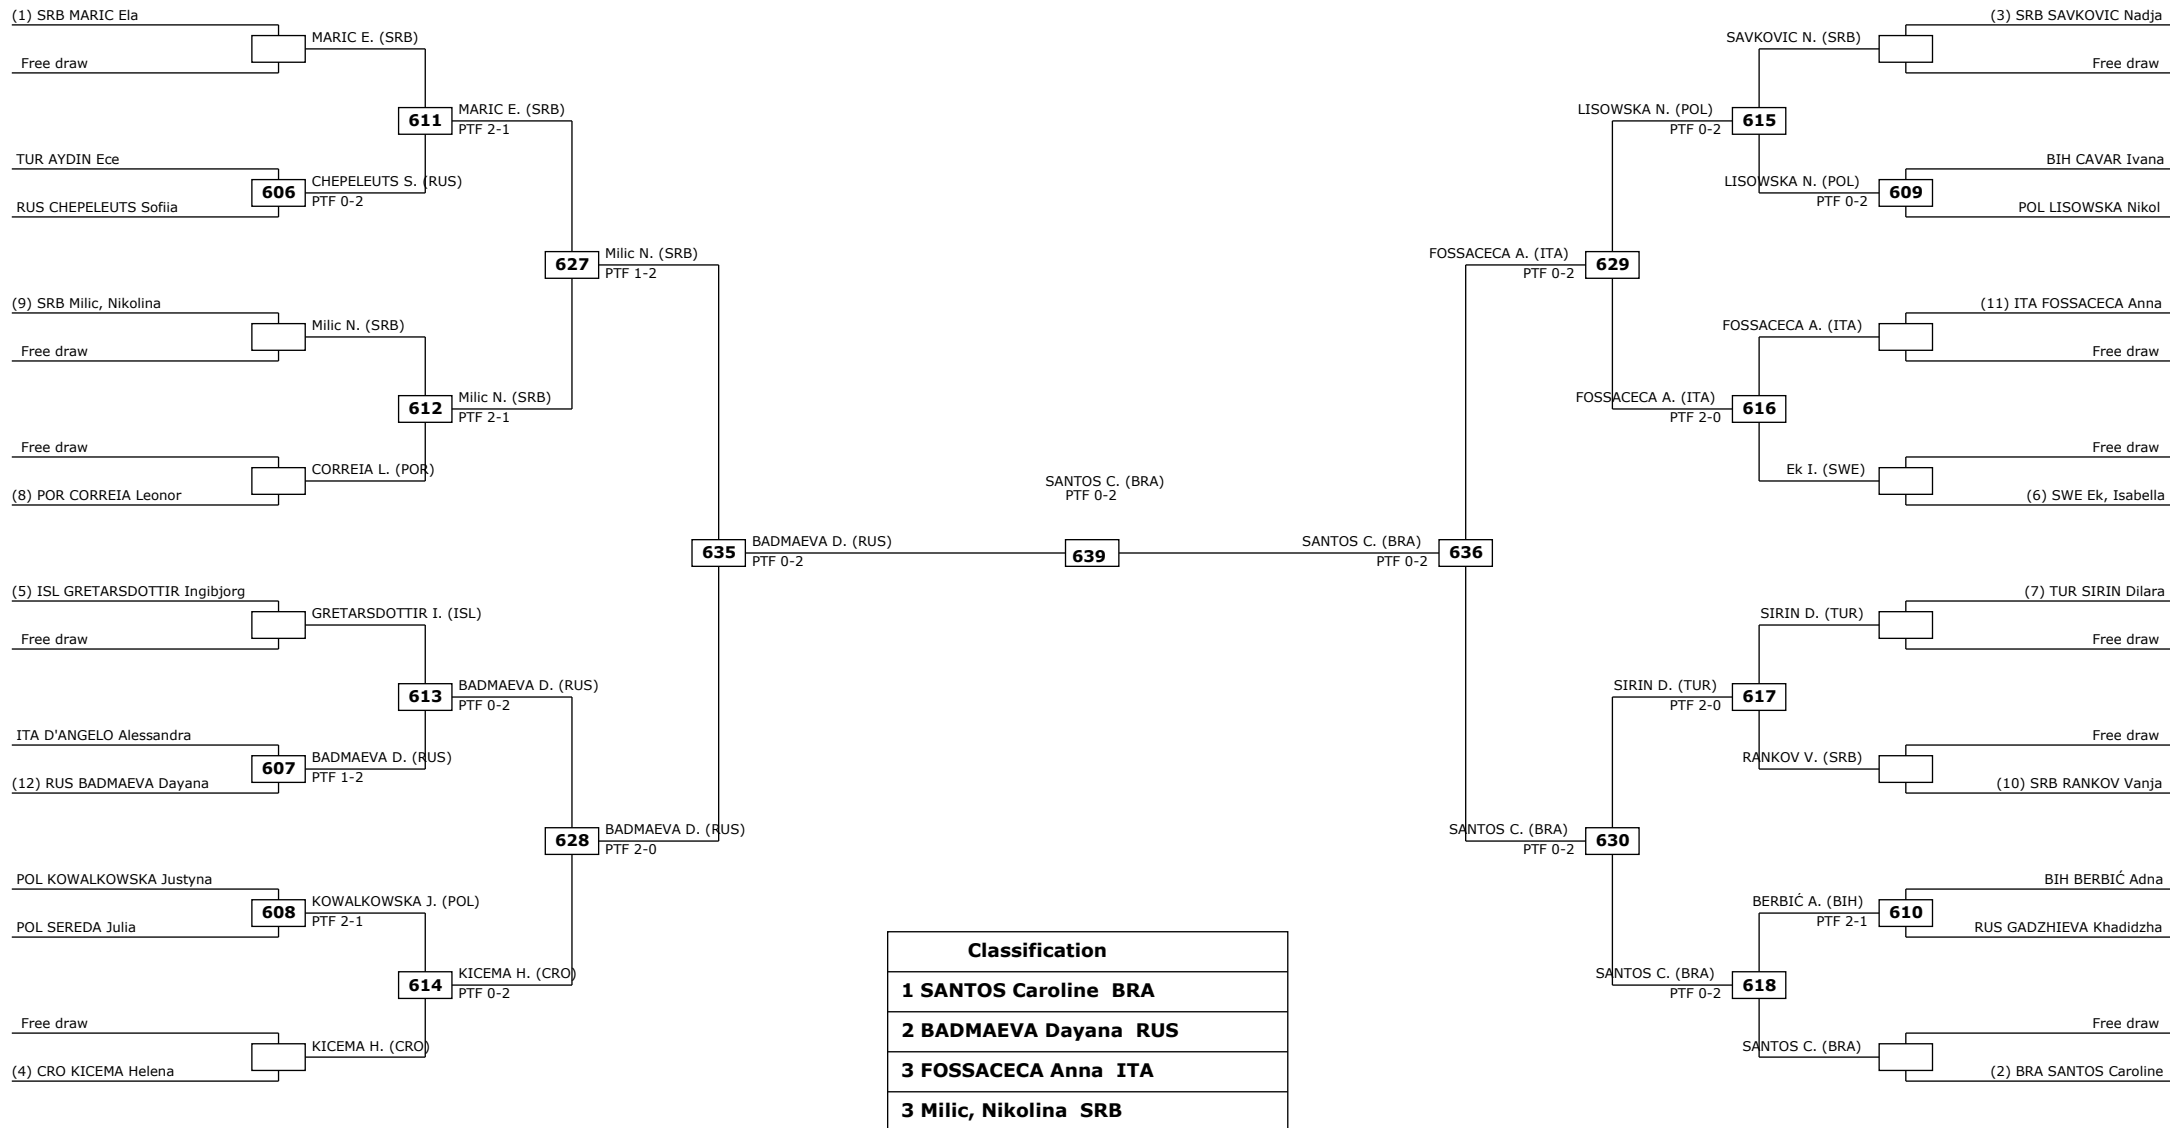 (1) SRB MARIC Ela
MARIC E. (SRB)
Free draw
611
MARIC E. (SRB)
PTF 2-1
TUR AYDIN Ece
606
CHEPELEUTS S. (RUS)
PTF 0-2
RUS CHEPELEUTS Sofiia
627
Milic N. (SRB)
PTF 1-2
(9) SRB Milic, Nikolina
Milic N. (SRB)
Free draw
612
Milic N. (SRB)
PTF 2-1
Free draw
CORREIA L. (POR)
(8) POR CORREIA Leonor
635
BADMAEVA D. (RUS)
PTF 0-2
(5) ISL GRETARSDOTTIR Ingibjorg
GRETARSDOTTIR I. (ISL)
Free draw
613
BADMAEVA D. (RUS)
PTF 0-2
ITA D'ANGELO Alessandra
607
BADMAEVA D. (RUS)
PTF 1-2
(12) RUS BADMAEVA Dayana
628
BADMAEVA D. (RUS)
PTF 2-0
POL KOWALKOWSKA Justyna
608
KOWALKOWSKA J. (POL)
PTF 2-1
POL SEREDA Julia
614
KICEMA H. (CRO)
PTF 0-2
Free draw
KICEMA H. (CRO)
(4) CRO KICEMA Helena
SANTOS C. (BRA)
PTF 0-2
639
(3) SRB SAVKOVIC Nadja
SAVKOVIC N. (SRB)
Free draw
LISOWSKA N. (POL)
PTF 0-2
615
BIH CAVAR Ivana
LISOWSKA N. (POL)
PTF 0-2
609
POL LISOWSKA Nikol
FOSSACECA A. (ITA)
PTF 0-2
629
(11) ITA FOSSACECA Anna
FOSSACECA A. (ITA)
Free draw
FOSSACECA A. (ITA)
PTF 2-0
616
Free draw
Ek I. (SWE)
(6) SWE Ek, Isabella
SANTOS C. (BRA)
PTF 0-2
636
(7) TUR SIRIN Dilara
SIRIN D. (TUR)
Free draw
SIRIN D. (TUR)
PTF 2-0
617
Free draw
RANKOV V. (SRB)
(10) SRB RANKOV Vanja
SANTOS C. (BRA)
PTF 0-2
630
BIH BERBIĆ Adna
BERBIĆ A. (BIH)
PTF 2-1
610
RUS GADZHIEVA Khadidzha
SANTOS C. (BRA)
PTF 0-2
618
Free draw
SANTOS C. (BRA)
(2) BRA SANTOS Caroline
Classification
1 SANTOS Caroline BRA
2 BADMAEVA Dayana RUS
3 FOSSACECA Anna ITA
3 Milic, Nikolina SRB